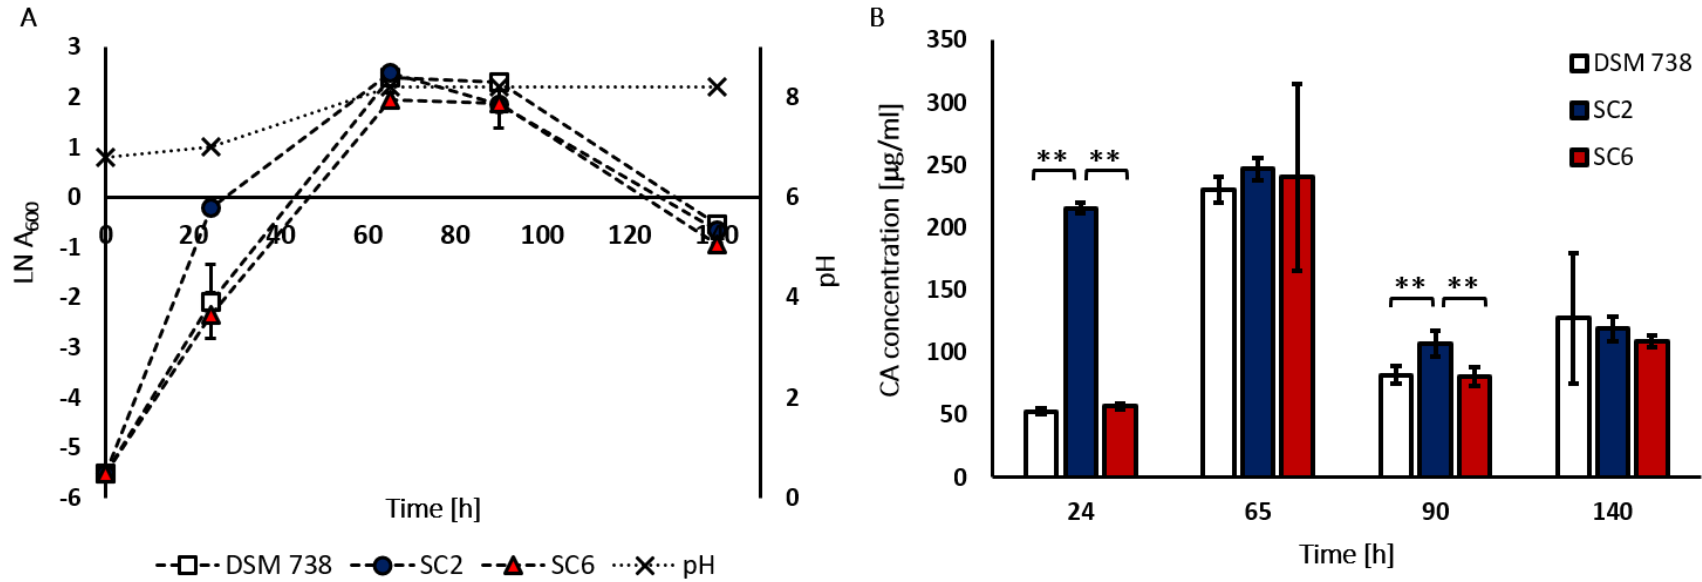 A
3
2
1
0
-1
-2
-3
-4
-5
-6
LN A600
0 20 40 60 80 100 120 140
8
6
4
2
0
pH
Time [h]
DSM 738 SC2 SC6 pH
B
350
300
250
200
150
100
50
0
CA concentration [µg/ml]
** **
** **
DSM 738
SC2
SC6
24 65 90 140
Time [h]